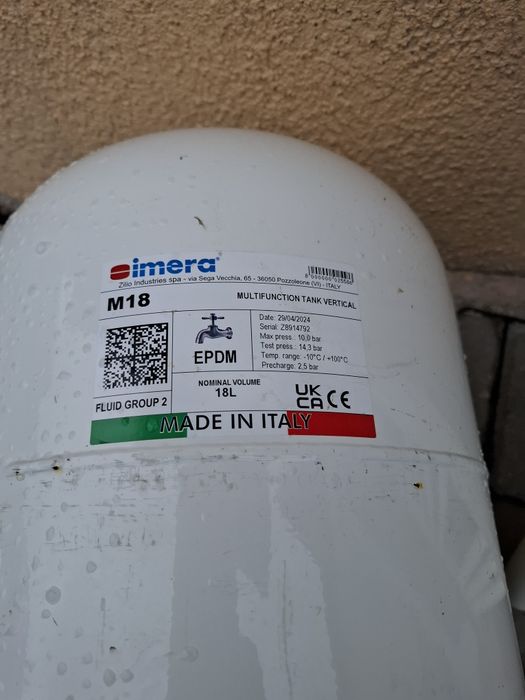 imera®
Zilio Industries spa - via Sega Vecchia, 65 - 36050 Pozzoleone (VI) - ITALY
M18
MULTIFUNCTION TANK VERTICAL
EPDM
Date: 29/04/2024
Serial: Z8914792
Max press.: 10,0 bar
Test press.: 14,3 bar
Temp. range: -10°C / +100°C
Precharge: 2,5 bar
FLUID GROUP 2
NOMINAL VOLUME
18L
UK
CA CE
MADE IN ITALY